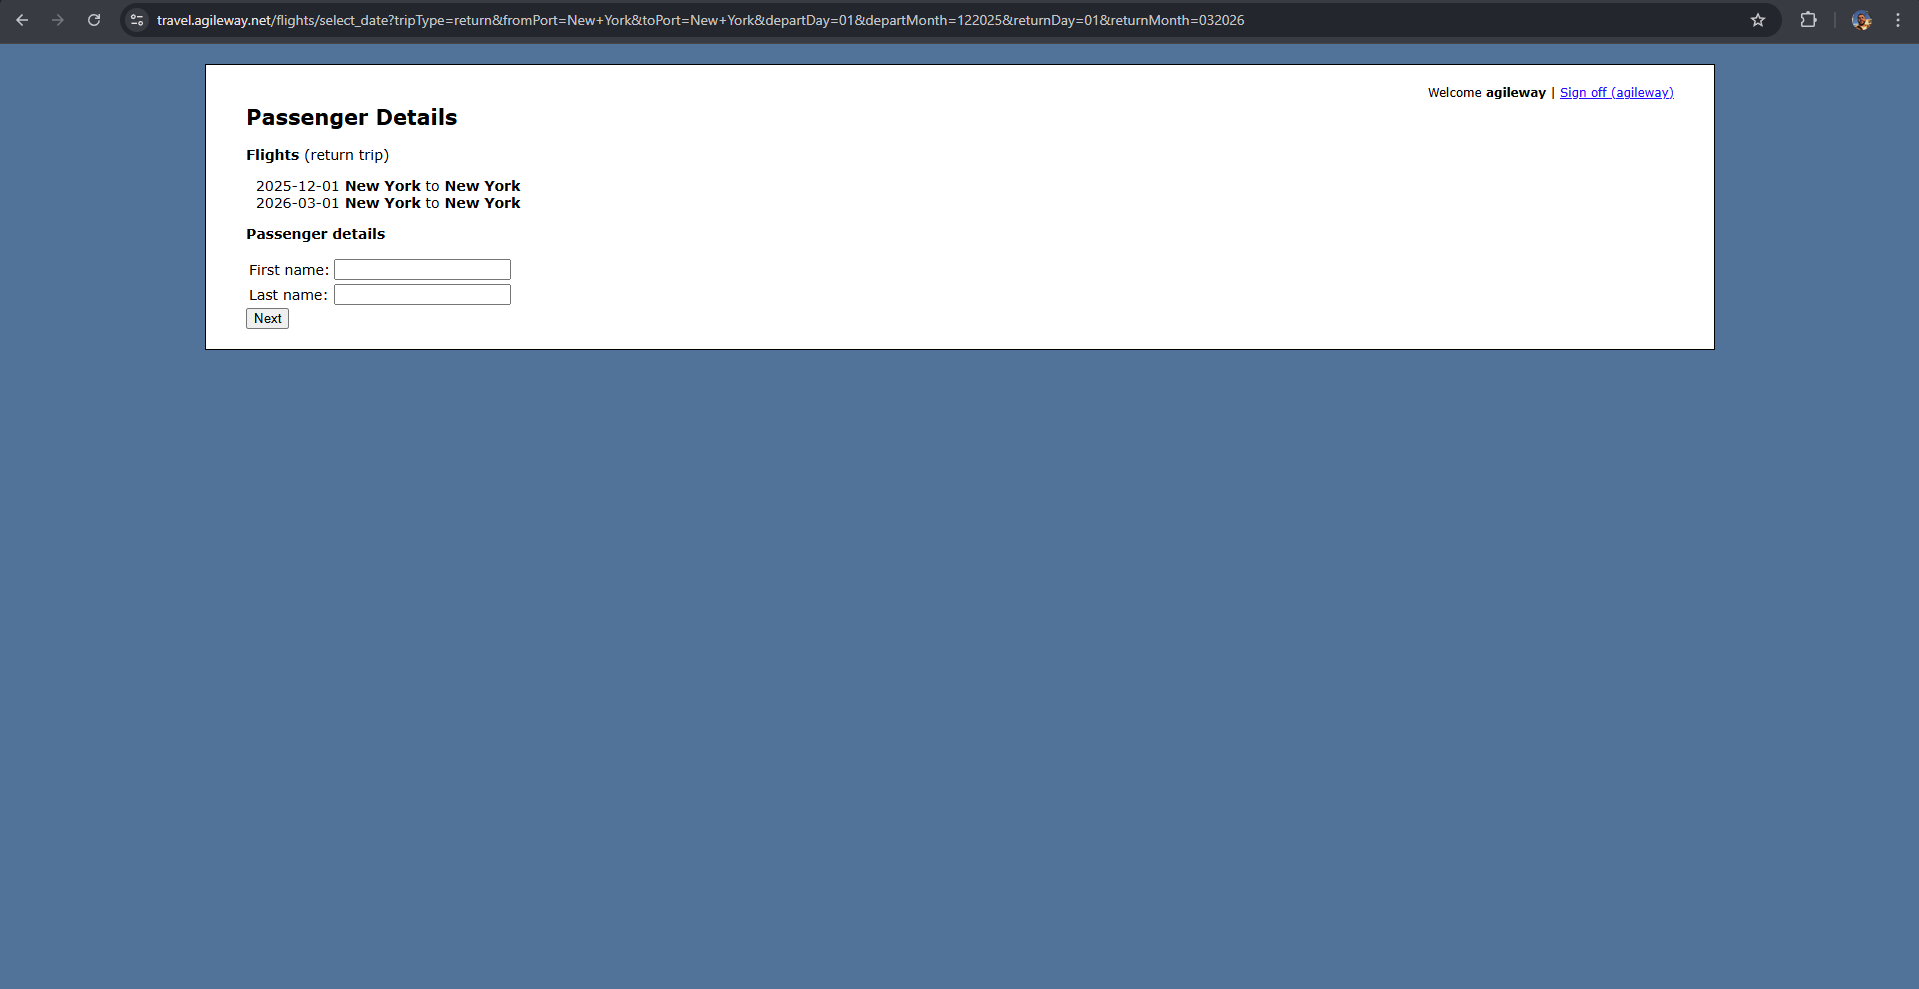 travel.agileway.net/flights/select_date?tripType=return&fromPort=New+York&toPort=New+York&departDay=01&departMonth=122025&returnDay=01&returnMonth=032026
Welcome agileway | Sign off (agileway)
Passenger Details
Flights (return trip)
2025-12-01 New York to New York
2026-03-01 New York to New York
Passenger details
First name:
Last name:
Next